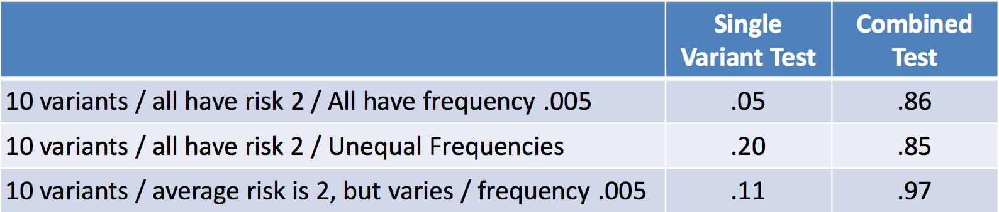 Single
Variant Test
Combined
Test
10 variants / all have risk 2 / All have frequency .005
.05
.86
10 variants / all have risk 2 / Unequal Frequencies
.20
.85
10 variants / average risk is 2, but varies / frequency .005
.11
.97